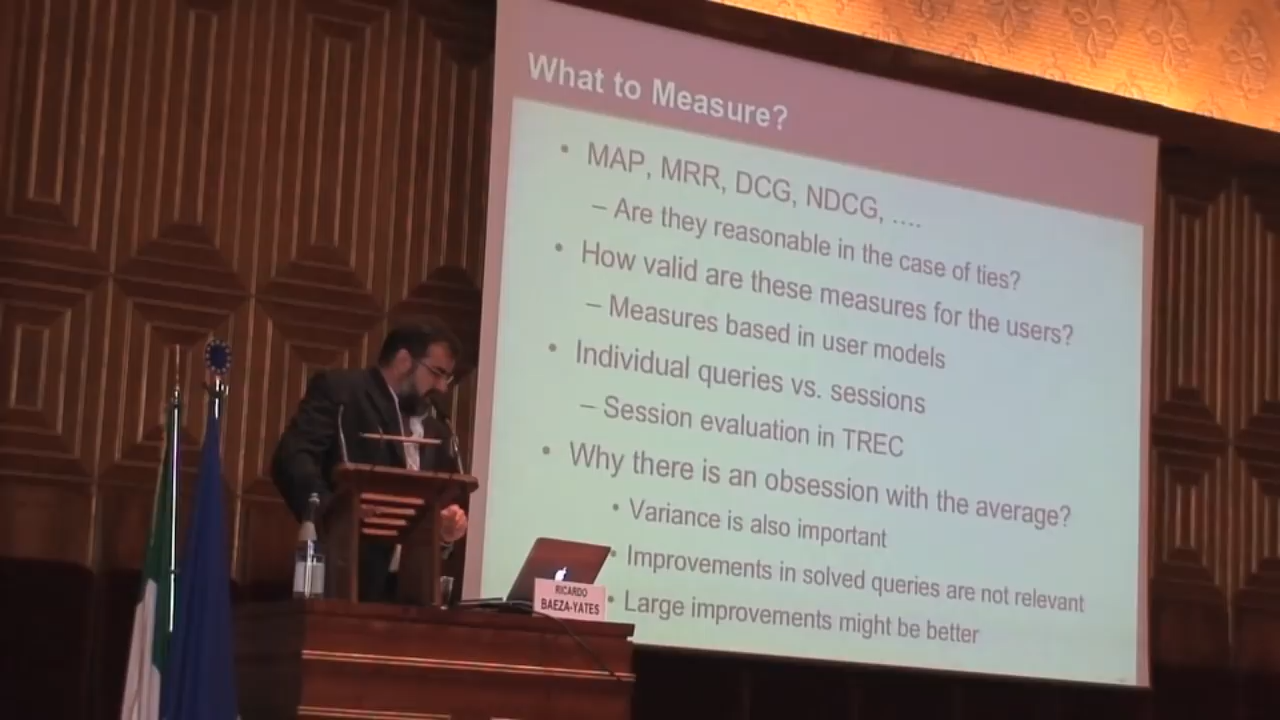 What to Measure?
• MAP, MRR, DCG, NDCG, ....
– Are they reasonable in the case of ties?
• How valid are these measures for the users?
– Measures based in user models
• Individual queries vs. sessions
– Session evaluation in TREC
• Why there is an obsession with the average?
• Variance is also important
• Improvements in solved queries are not relevant
• Large improvements might be better
RICARDO
BAEZA-YATES